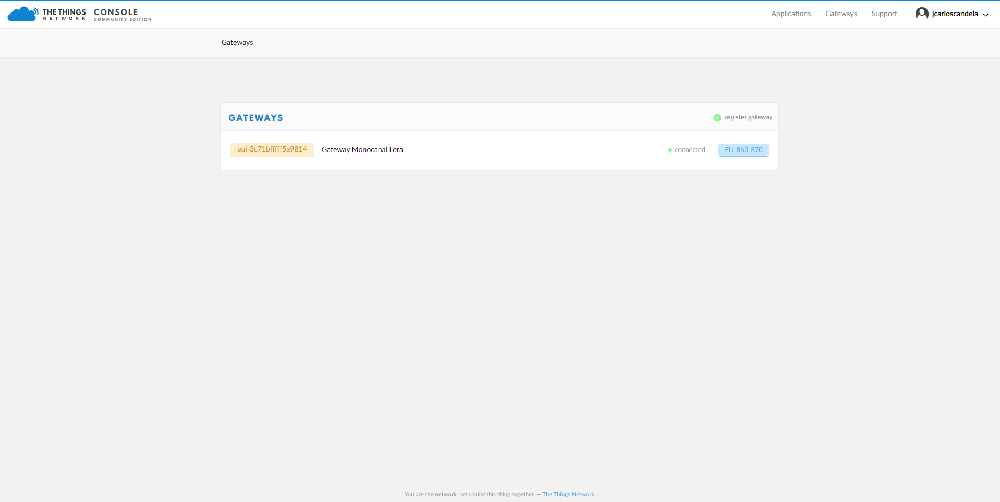 THE THINGS NETWORK CONSOLE COMMUNITY EDITION
Applications Gateways Support jcarloscandela
Gateways
GATEWAYS register gateway
eui-3c71bfffff5a9814 Gateway Monocanal Lora connected EU_863_870
You are the network. Let's build this thing together. — The Things Network